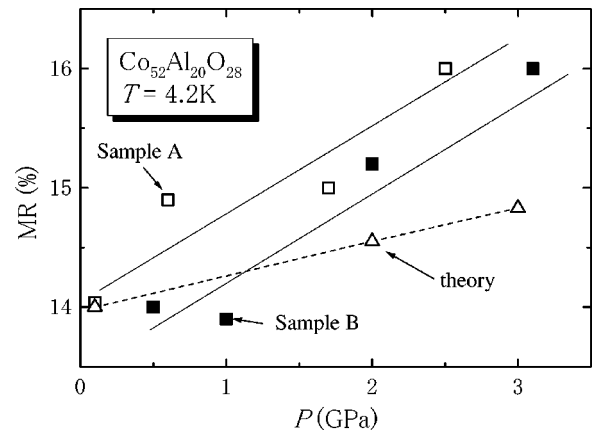 Co₅₂Al₂₀O₂₈
T = 4.2K
Sample A
Sample B
theory
MR (%)
16
15
14
0 1 2 3
P (GPa)